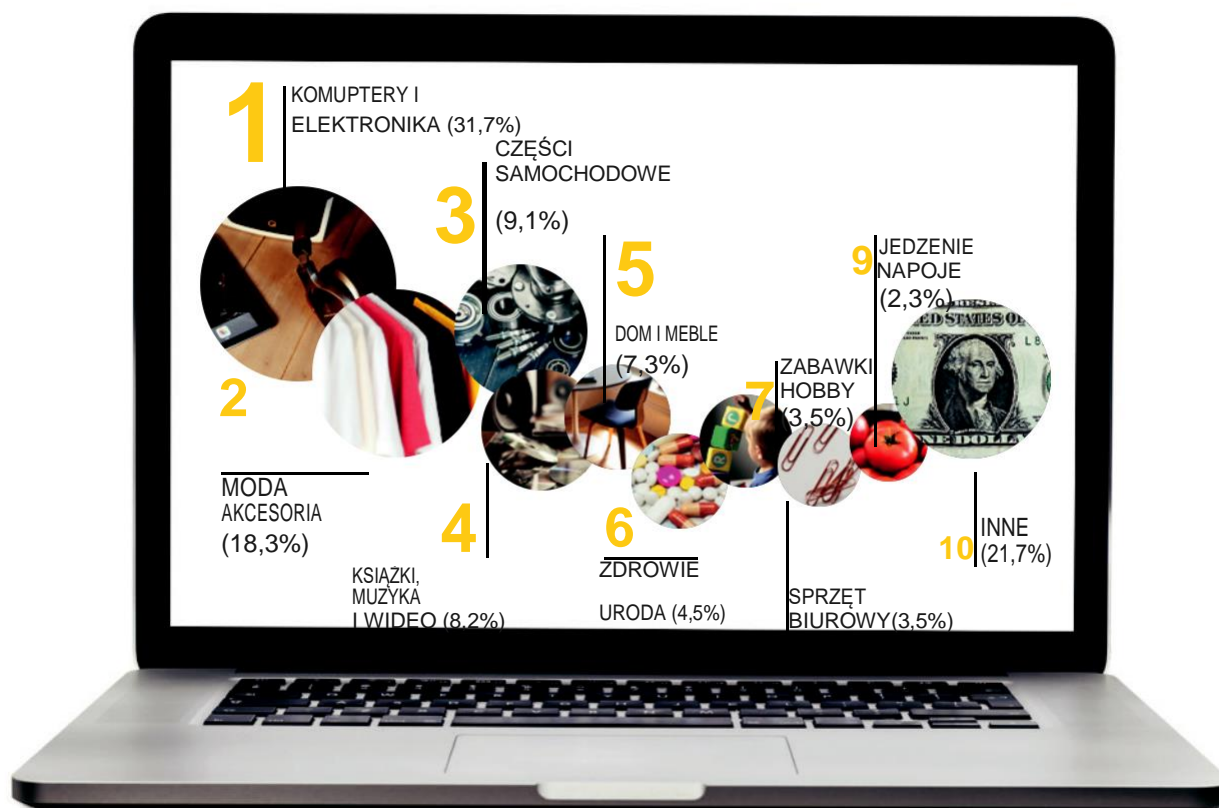 1
KOMUPTERY I
ELEKTRONIKA (31,7%)
2
MODA
AKCESORIA
(18,3%)
3
CZĘŚCI
SAMOCHODOWE
(9,1%)
4
KSIĄŻKI,
MUZYKA
I WIDEO (8,2%)
5
DOM I MEBLE
(7,3%)
6
ZDROWIE
URODA (4,5%)
7
ZABAWKI
HOBBY
(3,5%)
SPRZĘT
BIUROWY(3,5%)
9
JEDZENIE
NAPOJE
(2,3%)
10
INNE
(21,7%)